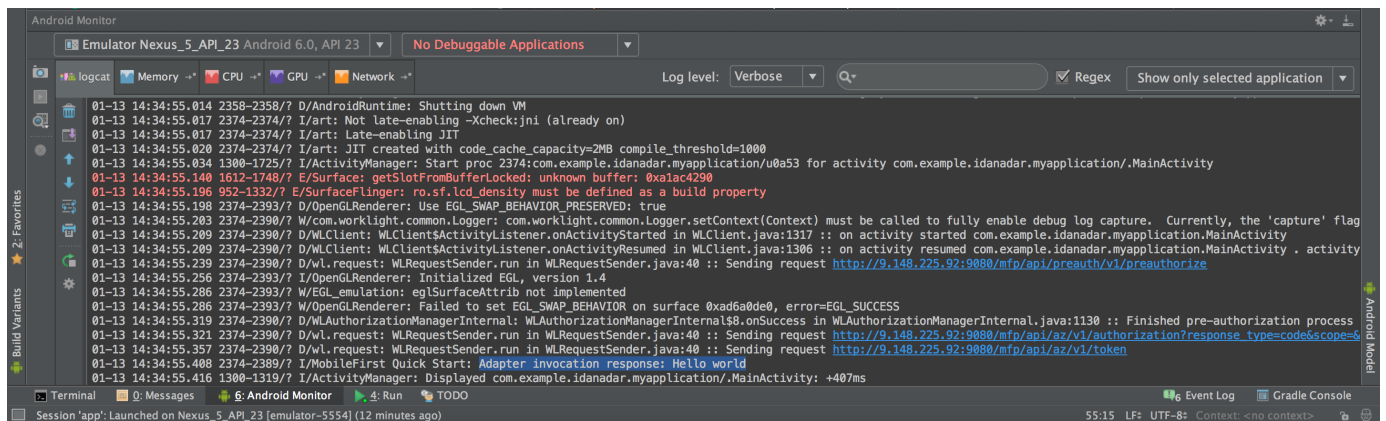 Android Monitor
Emulator Nexus_5_API_23 Android 6.0, API 23
No Debuggable Applications
logcat
Memory
CPU
GPU
Network
Log level: Verbose
Regex
Show only selected application
01-13 14:34:55.014 2358-2358/? D/AndroidRuntime: Shutting down VM
01-13 14:34:55.017 2374-2374/? I/art: Not late-enabling -Xcheck:jni (already on)
01-13 14:34:55.017 2374-2374/? I/art: Late-enabling JIT
01-13 14:34:55.020 2374-2374/? I/art: JIT created with code_cache_capacity=2MB compile_threshold=1000
01-13 14:34:55.034 1300-1725/? I/ActivityManager: Start proc 2374:com.example.idanadar.myapplication/u0a53 for activity com.example.idanadar.myapplication/.MainActivity
01-13 14:34:55.140 1612-1748/? E/Surface: getSlotFromBufferLocked: unknown buffer: 0xa1ac4290
01-13 14:34:55.196 952-1332/? E/SurfaceFlinger: ro.sf.lcd_density must be defined as a build property
01-13 14:34:55.198 2374-2393/? D/OpenGLRenderer: Use EGL_SWAP_BEHAVIOR_PRESERVED: true
01-13 14:34:55.203 2374-2390/? W/com.worklight.common.Logger: com.worklight.common.Logger.setContext(Context) must be called to fully enable debug log capture.  Currently, the 'capture' flag
01-13 14:34:55.209 2374-2390/? D/WLClient: WLClient$ActivityListener.onActivityStarted in WLClient.java:1317 :: on activity started com.example.idanadar.myapplication.MainActivity
01-13 14:34:55.209 2374-2390/? D/WLClient: WLClient$ActivityListener.onActivityResumed in WLClient.java:1306 :: on activity resumed com.example.idanadar.myapplication.MainActivity . activity
01-13 14:34:55.239 2374-2390/? D/wl.request: WLRequestSender.run in WLRequestSender.java:40 :: Sending request http://9.148.225.92:9080/mfp/api/preauth/v1/preauthorize
01-13 14:34:55.256 2374-2393/? I/OpenGLRenderer: Initialized EGL, version 1.4
01-13 14:34:55.286 2374-2393/? W/EGL_emulation: eglSurfaceAttrib not implemented
01-13 14:34:55.286 2374-2393/? W/OpenGLRenderer: Failed to set EGL_SWAP_BEHAVIOR on surface 0xad6a0de0, error=EGL_SUCCESS
01-13 14:34:55.319 2374-2390/? D/WLAuthorizationManagerInternal: WLAuthorizationManagerInternal$8.onSuccess in WLAuthorizationManagerInternal.java:1130 :: Finished pre-authorization process
01-13 14:34:55.321 2374-2390/? D/wl.request: WLRequestSender.run in WLRequestSender.java:40 :: Sending request http://9.148.225.92:9080/mfp/api/az/v1/authorization?response_type=code&scope=&
01-13 14:34:55.357 2374-2390/? D/wl.request: WLRequestSender.run in WLRequestSender.java:40 :: Sending request http://9.148.225.92:9080/mfp/api/az/v1/token
01-13 14:34:55.408 2374-2389/? I/MobileFirst Quick Start: Adapter invocation response: Hello world
01-13 14:34:55.416 1300-1319/? I/ActivityManager: Displayed com.example.idanadar.myapplication/.MainActivity: +407ms
2: Favorites
Build Variants
Android Model
Terminal
0: Messages
6: Android Monitor
4: Run
TODO
6 Event Log
Gradle Console
Session 'app': Launched on Nexus_5_API_23 [emulator-5554] (12 minutes ago)
55:15 LF UTF-8 Context: <no context>